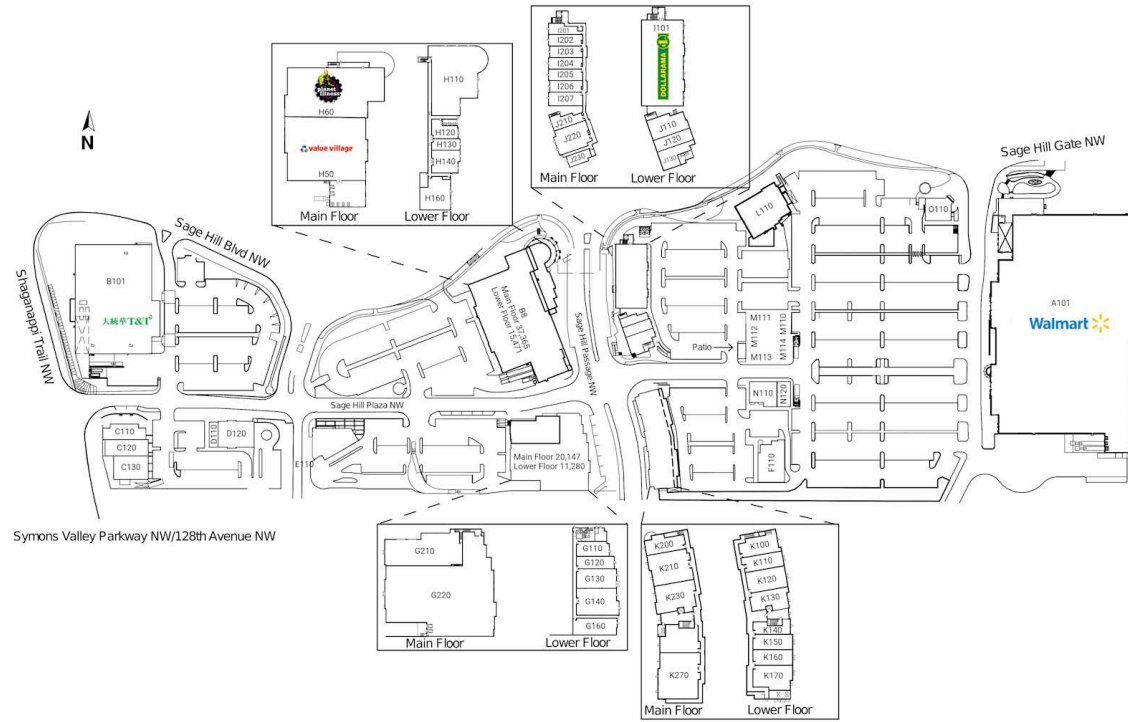 I201
I202
I203
I204
I205
I206
I207
J210
J220
J230
Main Floor
I101
DOLLARAMA
J110
J120
J130
Lower Floor
planet fitness
H60
value village
H50
Main Floor
H110
H120
H130
H140
H160
Lower Floor
N
Sage Hill Gate NW
Sage Hill Blvd NW
Shaganappi Trail NW
B101
大統華T&T
L110
O110
A101
Walmart
B8
Main Floor 37,365
Lower Floor 15,471
Sage Hill Passage NW
Patio
M111
M112
M113
M110
M114
N110
N120
F110
Sage Hill Plaza NW
C110
C120
C130
D110
D120
E110
Main Floor 20,147
Lower Floor 11,280
Symons Valley Parkway NW/128th Avenue NW
G210
G220
Main Floor
G110
G120
G130
G140
G160
Lower Floor
K200
K210
K230
K270
Main Floor
K100
K110
K120
K130
K140
K150
K160
K170
Lower Floor